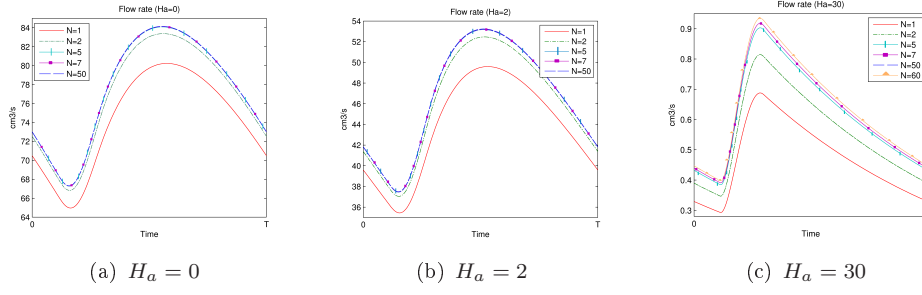 Flow rate (Ha=0)
84
82
80
78
76
74
72
70
68
66
64
cm3/s
0
Time
T
N=1
N=2
N=5
N=7
N=50
(a) H_a = 0
Flow rate (Ha=2)
52
50
48
46
44
42
40
38
36
cm3/s
0
Time
T
N=1
N=2
N=5
N=7
N=50
(b) H_a = 2
Flow rate (Ha=30)
0.9
0.8
0.7
0.6
0.5
0.4
0.3
cm3/s
0
Time
T
N=1
N=2
N=5
N=7
N=50
N=60
(c) H_a = 30